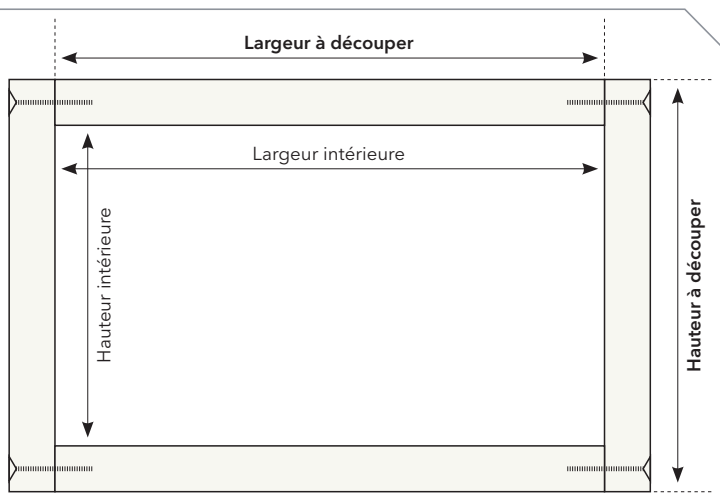 Largeur à découper
Largeur intérieure
Hauteur intérieure
Hauteur à découper